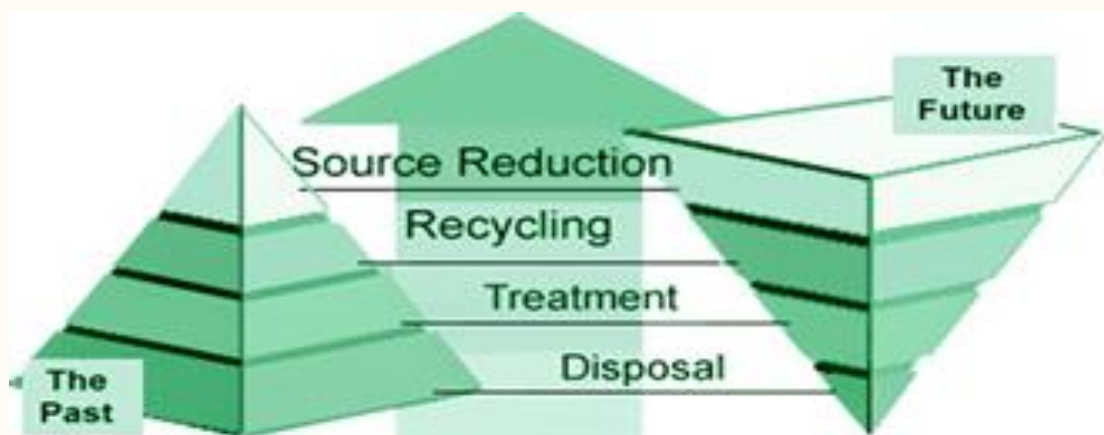 The
Future
Source Reduction
Recycling
Treatment
Disposal
The
Past